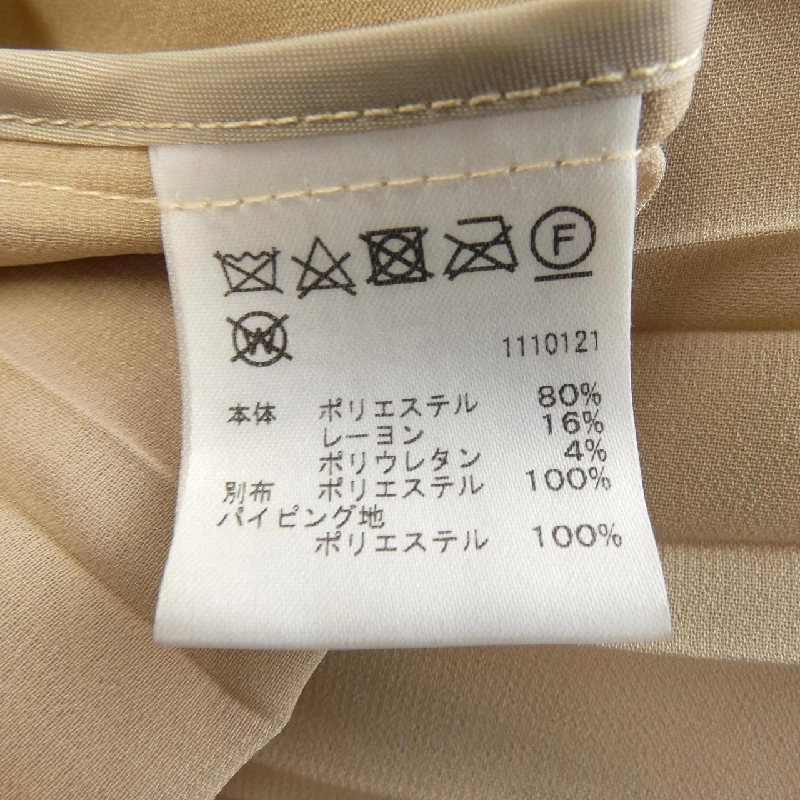 F
W
1110121
本体 ポリエステル 80%
レーヨン 16%
ポリウレタン 4%
別布 ポリエステル 100%
パイピング地
ポリエステル 100%